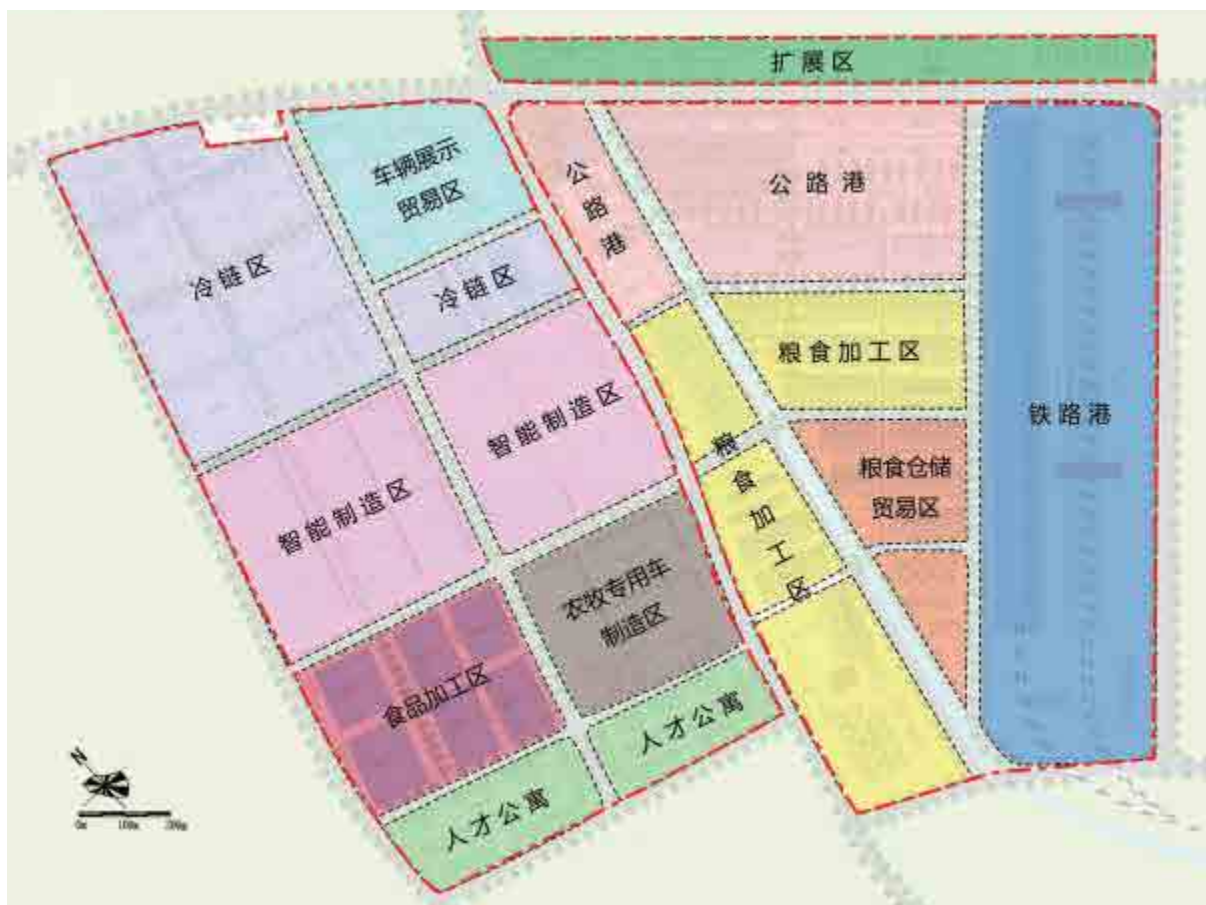 扩展区
车辆展示
贸易区
公路港
公路港
冷链区
冷链区
粮食加工区
铁路港
智能制造区
智能制造区
粮食加工区
粮食仓储
贸易区
农牧专用车
制造区
食品加工区
人才公寓
人才公寓
N
0m 100m 200m